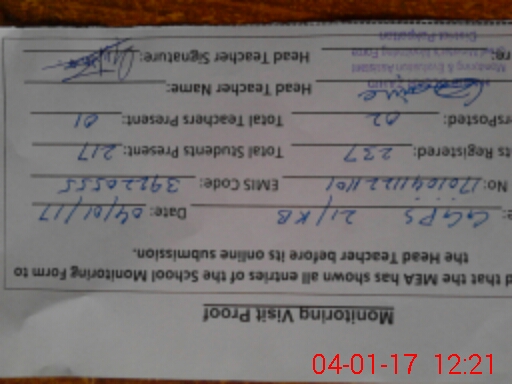 Monitoring Visit Proof
d that the MEA has shown all entries of the School Monitoring Form to
the Head Teacher before its online submission.
e: GGPS 21/KB Date: 04/01/17
No: EMIS Code: 39220555
ts Registered: 237 Total Students Present: 217
ersPosted: 02 Total Teachers Present: 01
Head Teacher Name:
re: Head Teacher Signature:
Monitoring & Evaluation Assistant
District Pakpattan
04-01-17 12:21